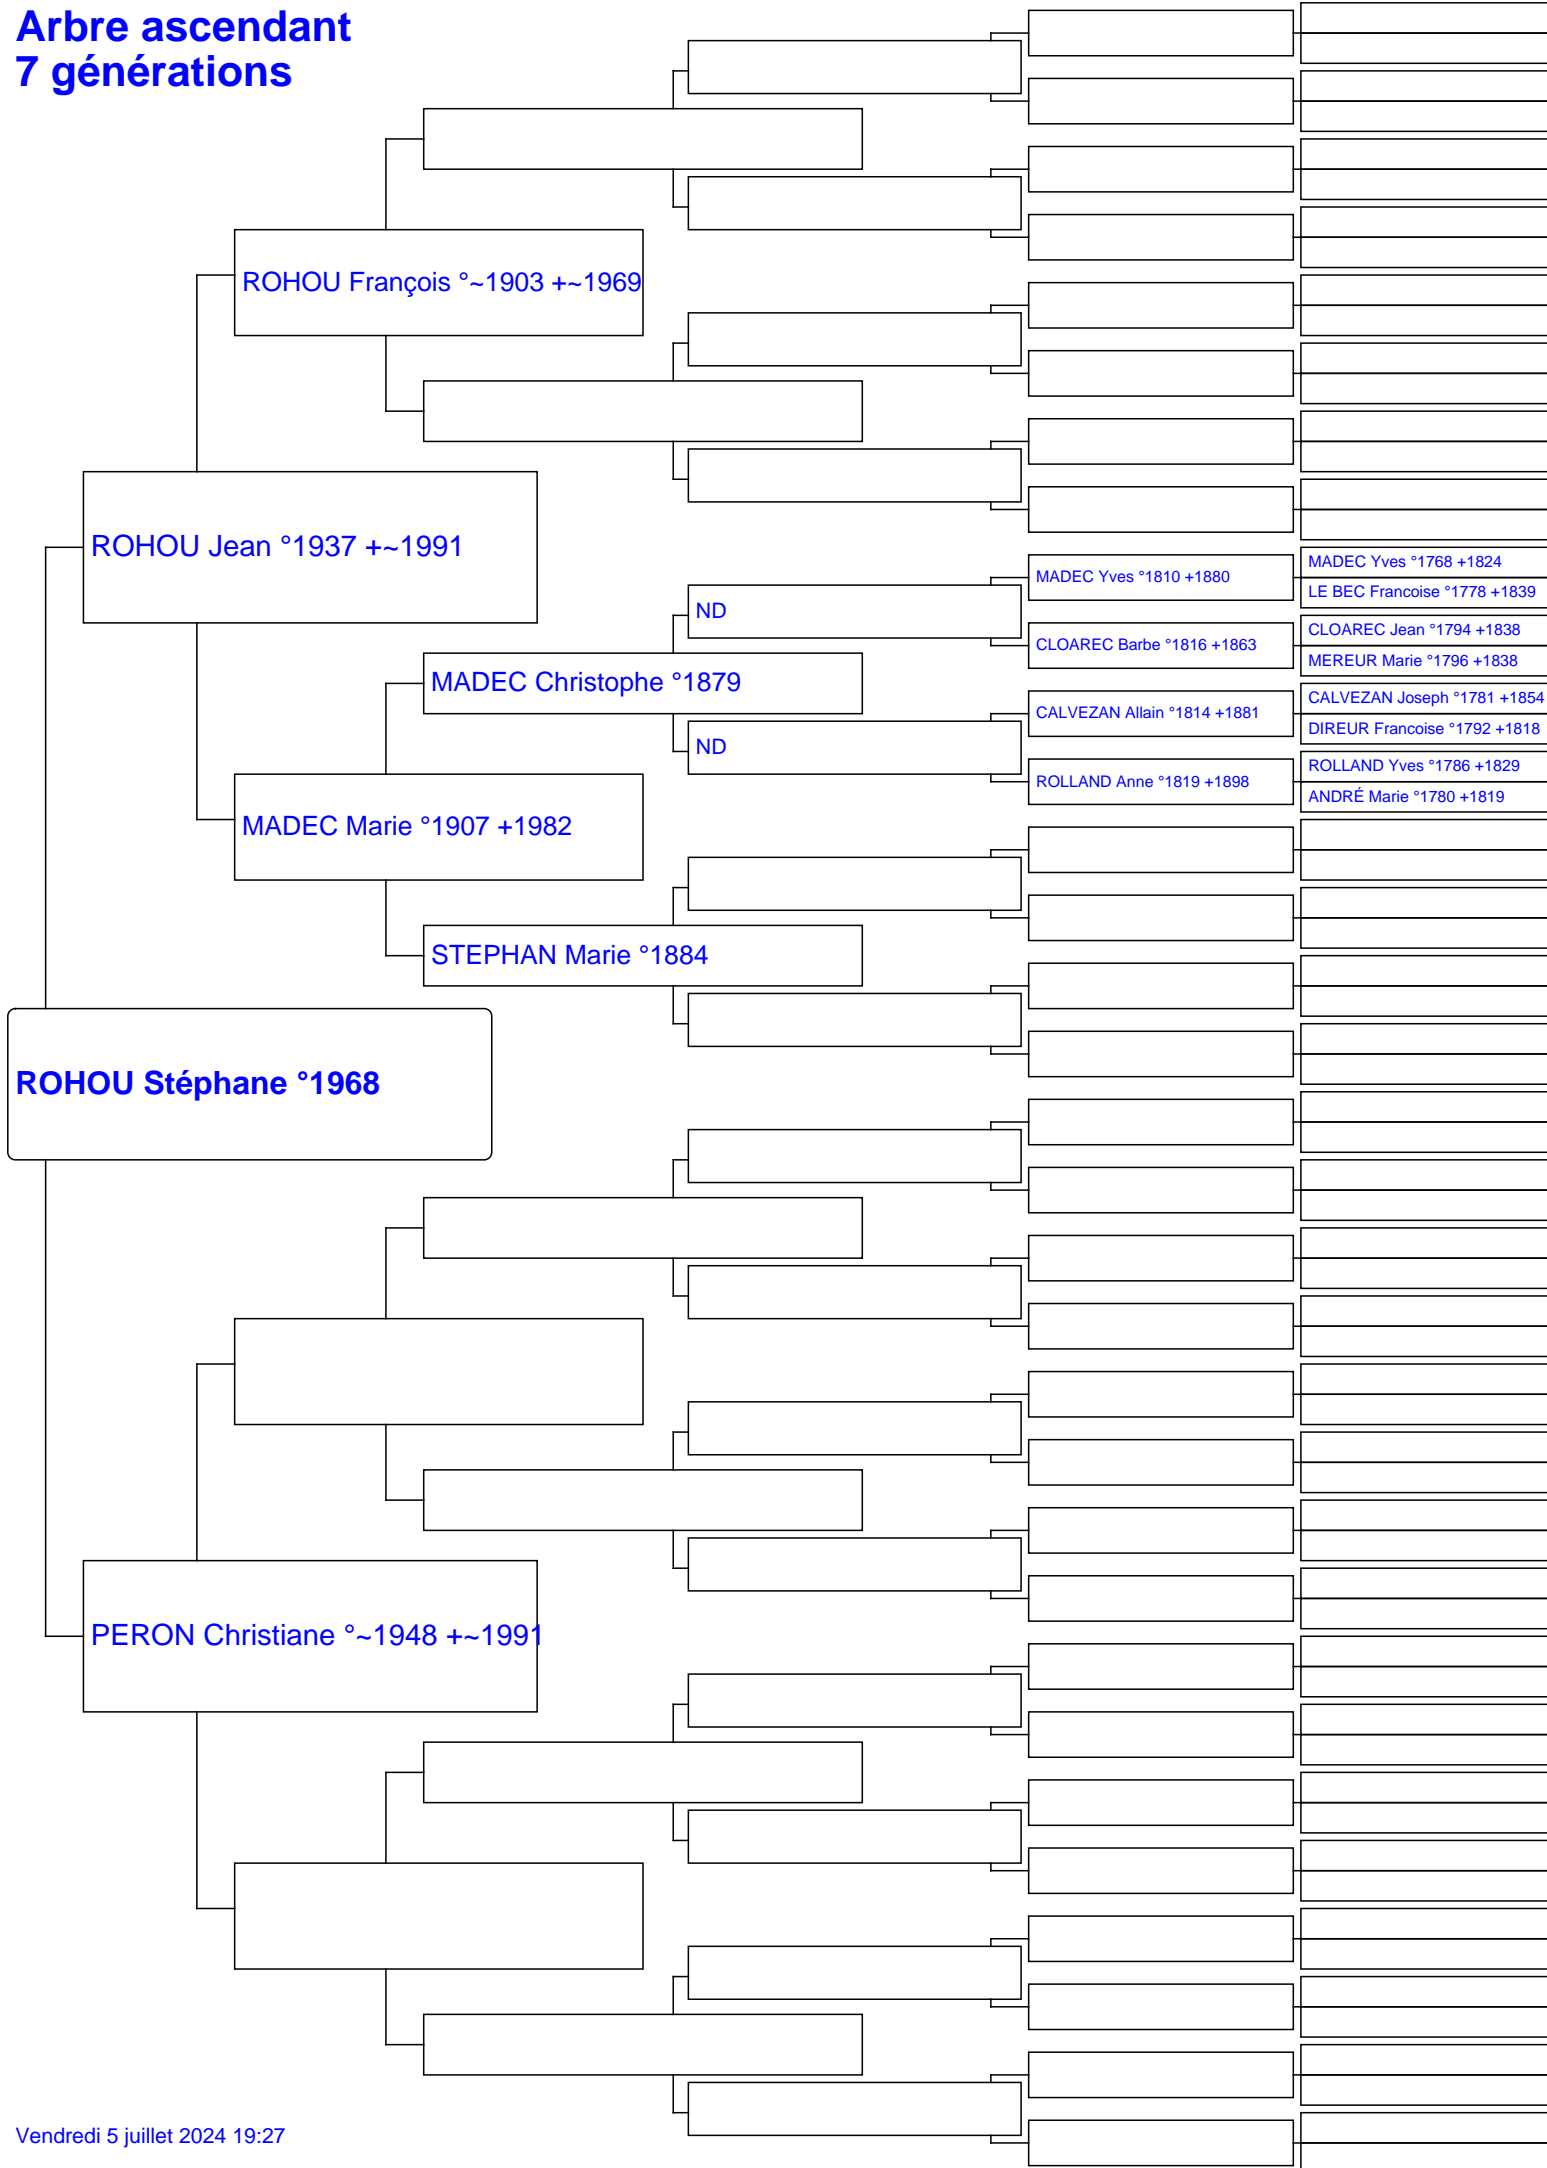 Arbre ascendant
7 générations
ROHOU François °~1903 +~1969
ROHOU Jean °1937 +~1991
MADEC Yves °1768 +1824
MADEC Yves °1810 +1880
LE BEC Francoise °1778 +1839
ND
CLOAREC Jean °1794 +1838
CLOAREC Barbe °1816 +1863
MEREUR Marie °1796 +1838
MADEC Christophe °1879
CALVEZAN Joseph °1781 +1854
CALVEZAN Allain °1814 +1881
DIREUR Francoise °1792 +1818
ND
ROLLAND Yves °1786 +1829
ROLLAND Anne °1819 +1898
ANDRÉ Marie °1780 +1819
MADEC Marie °1907 +1982
STEPHAN Marie °1884
ROHOU Stéphane °1968
PERON Christiane °~1948 +~1991
Vendredi 5 juillet 2024 19:27